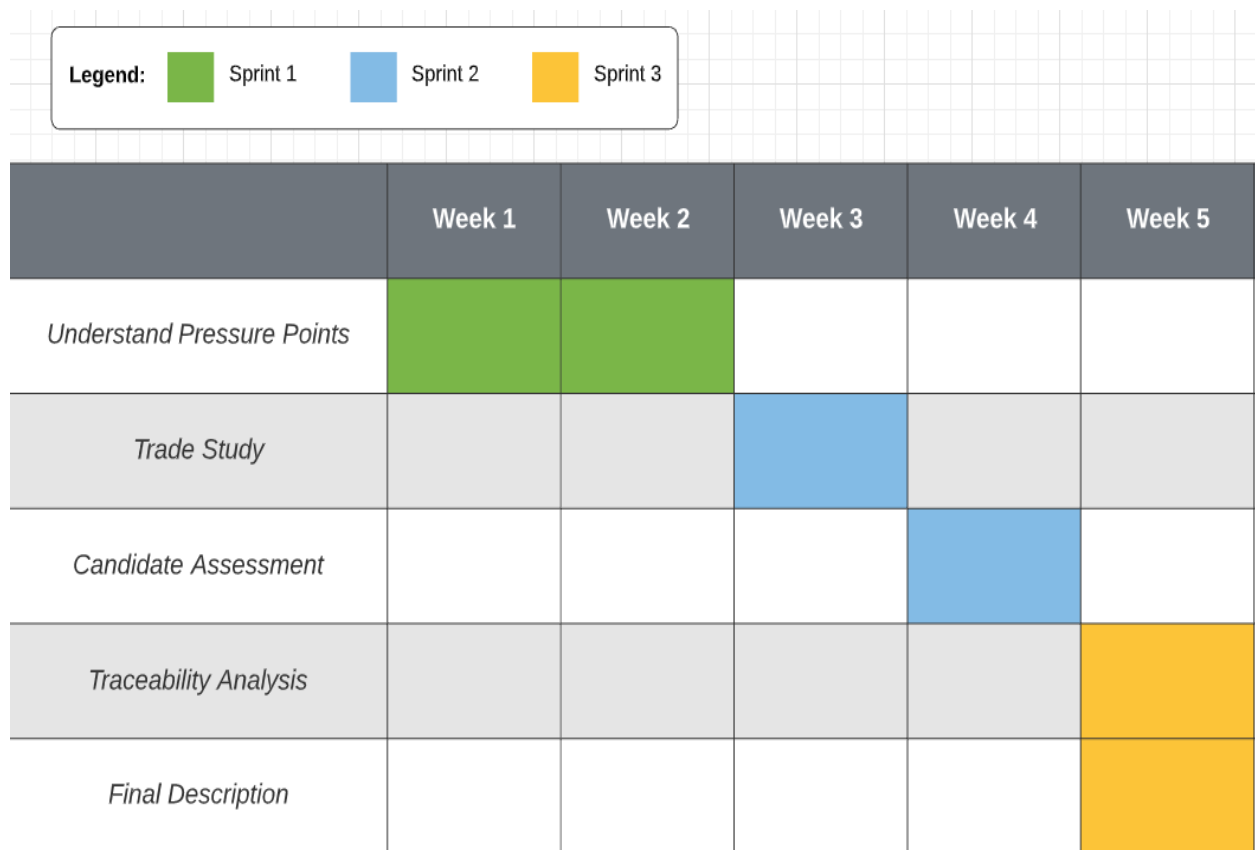 Legend: Sprint 1 Sprint 2 Sprint 3
Week 1 Week 2 Week 3 Week 4 Week 5
Understand Pressure Points
Trade Study
Candidate Assessment
Traceability Analysis
Final Description